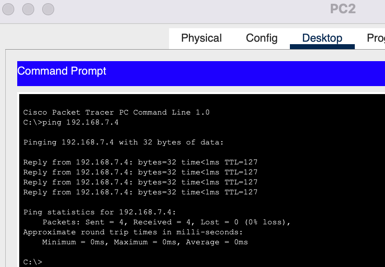 PC2
Physical Config Desktop
Command Prompt
Cisco Packet Tracer PC Command Line 1.0
C:\>ping 192.168.7.4
Pinging 192.168.7.4 with 32 bytes of data:
Reply from 192.168.7.4: bytes=32 time<1ms TTL=127
Reply from 192.168.7.4: bytes=32 time<1ms TTL=127
Reply from 192.168.7.4: bytes=32 time<1ms TTL=127
Reply from 192.168.7.4: bytes=32 time<1ms TTL=127
Ping statistics for 192.168.7.4:
    Packets: Sent = 4, Received = 4, Lost = 0 (0% loss),
Approximate round trip times in milli-seconds:
    Minimum = 0ms, Maximum = 0ms, Average = 0ms
C:\>